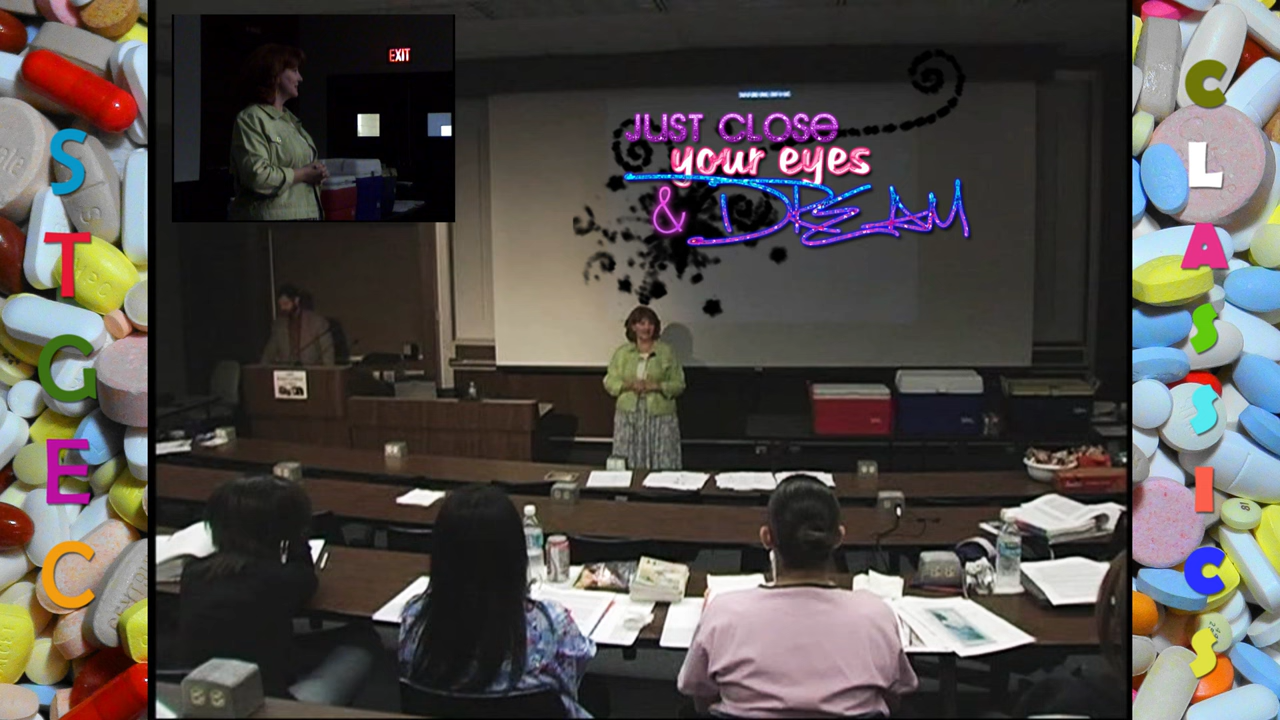 EXIT
JUST CLOSE
your eyes
& DREAM
STGEC
CLASSICS